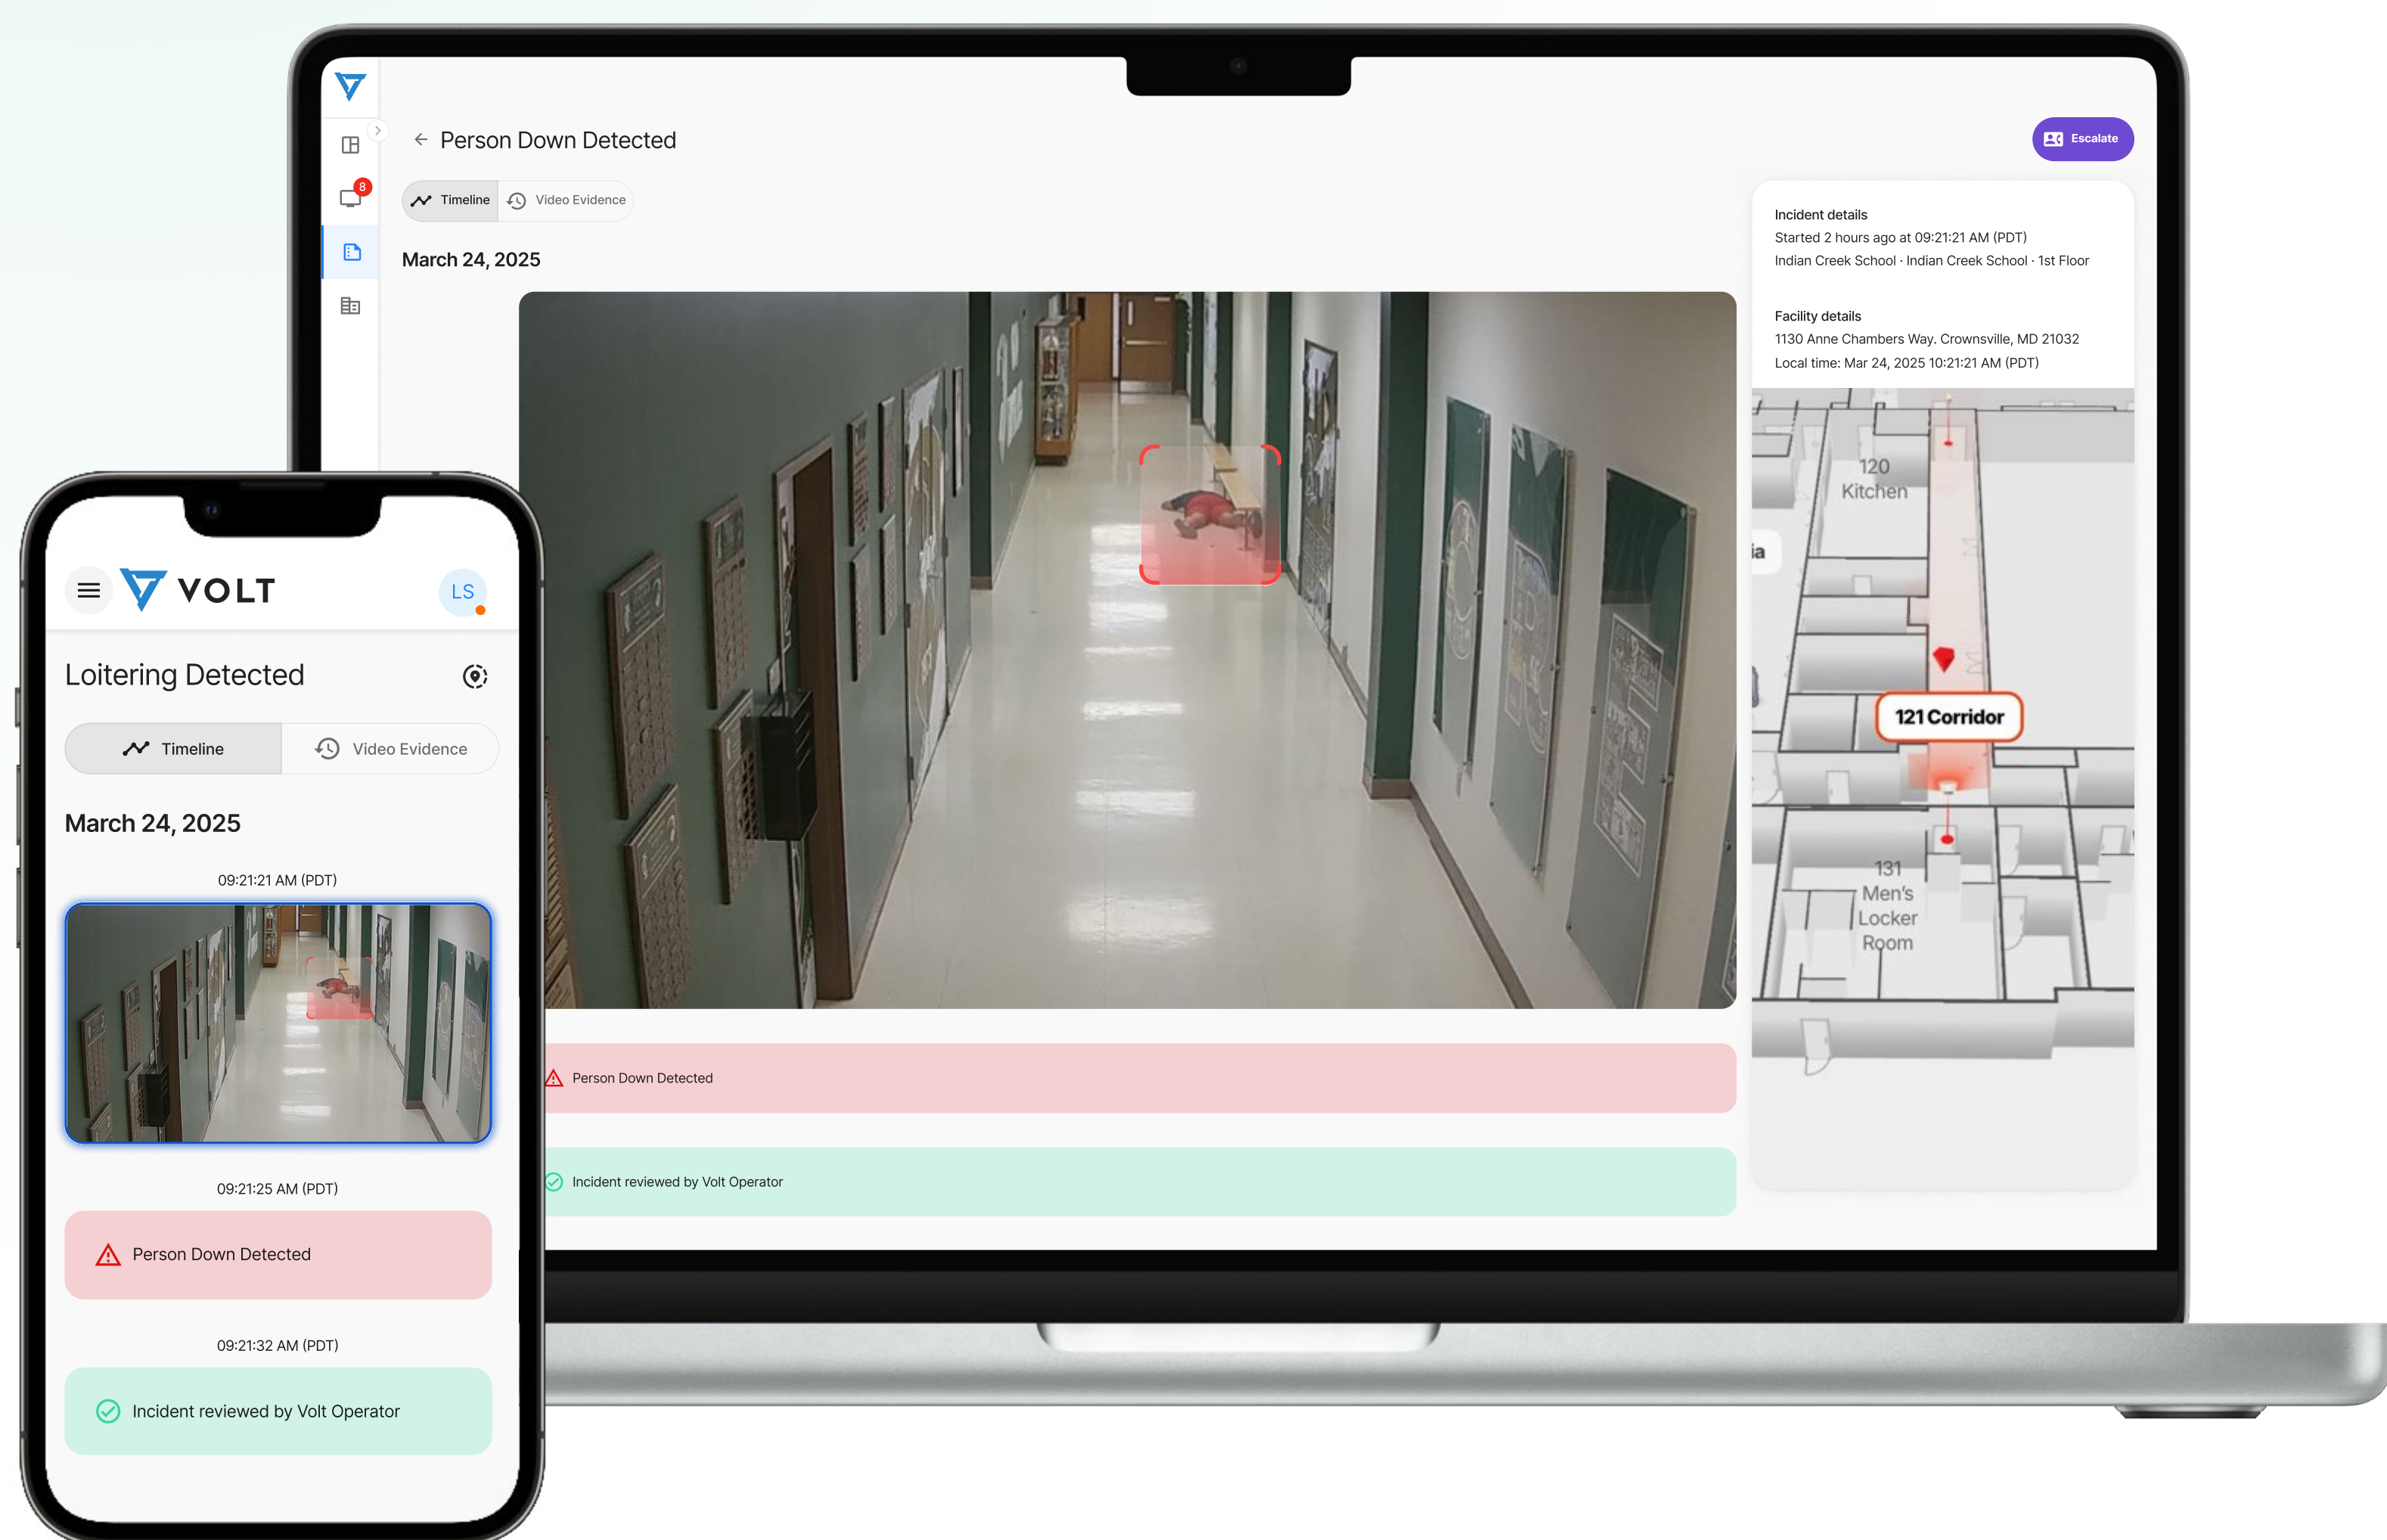 Person Down Detected
Escalate
8
Timeline
Video Evidence
March 24, 2025
Incident details
Started 2 hours ago at 09:21:21 AM (PDT)
Indian Creek School · Indian Creek School · 1st Floor
Facility details
1130 Anne Chambers Way. Crownsville, MD 21032
Local time: Mar 24, 2025 10:21:21 AM (PDT)
120
Kitchen
ia
121 Corridor
131
Men's
Locker
Room
Person Down Detected
Incident reviewed by Volt Operator
VOLT
LS
Loitering Detected
Timeline
Video Evidence
March 24, 2025
09:21:21 AM (PDT)
09:21:25 AM (PDT)
Person Down Detected
09:21:32 AM (PDT)
Incident reviewed by Volt Operator